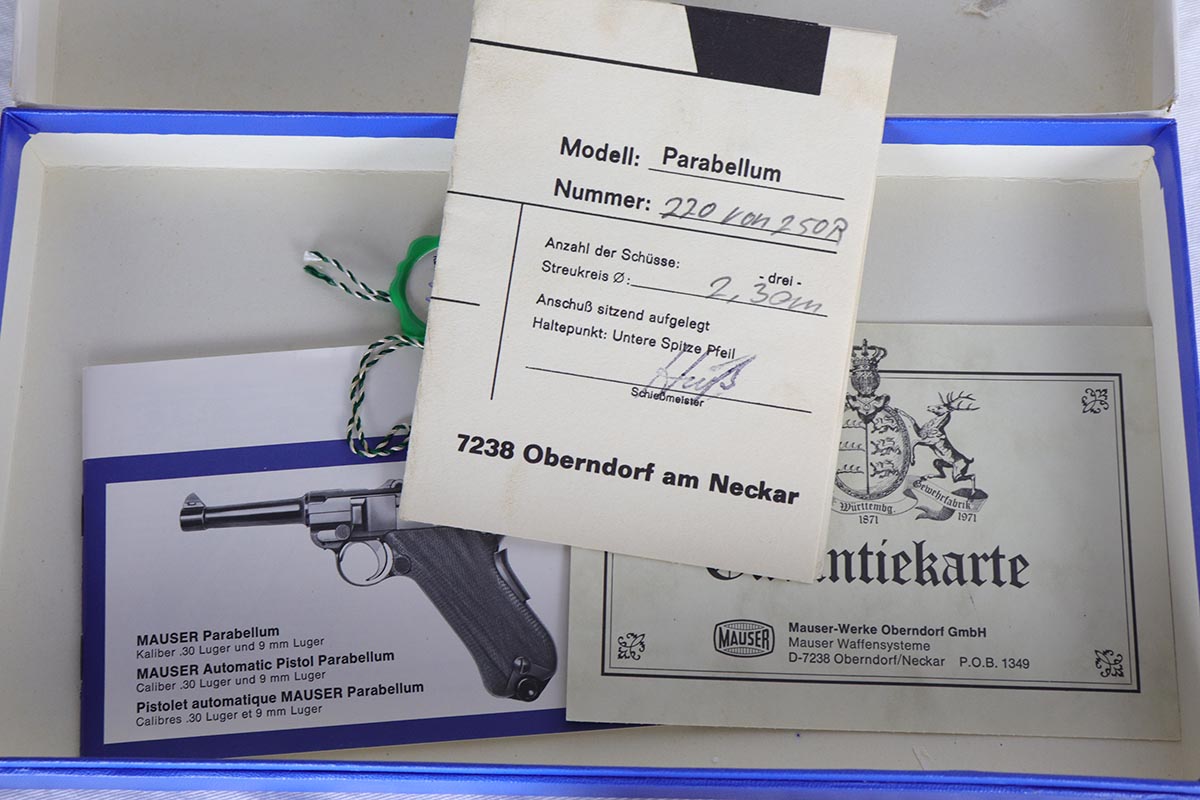 Modell: Parabellum
Nummer: 220 von 250R
Anzahl der Schüsse: - drei -
Streukreis Ø: 2,30m
Anschuß sitzend aufgelegt
Haltepunkt: Untere Spitze Pfeil
Schießmeister
7238 Oberndorf am Neckar
MAUSER Parabellum
Kaliber .30 Luger und 9 mm Luger
MAUSER Automatic Pistol Parabellum
Caliber .30 Luger und 9 mm Luger
Pistolet automatique MAUSER Parabellum
Calibres .30 Luger et 9 mm Luger
Württembg. Gewehrfabrik
1871 1971
ntiekarte
MAUSER
Mauser-Werke Oberndorf GmbH
Mauser Waffensysteme
D-7238 Oberndorf/Neckar P.O.B. 1349